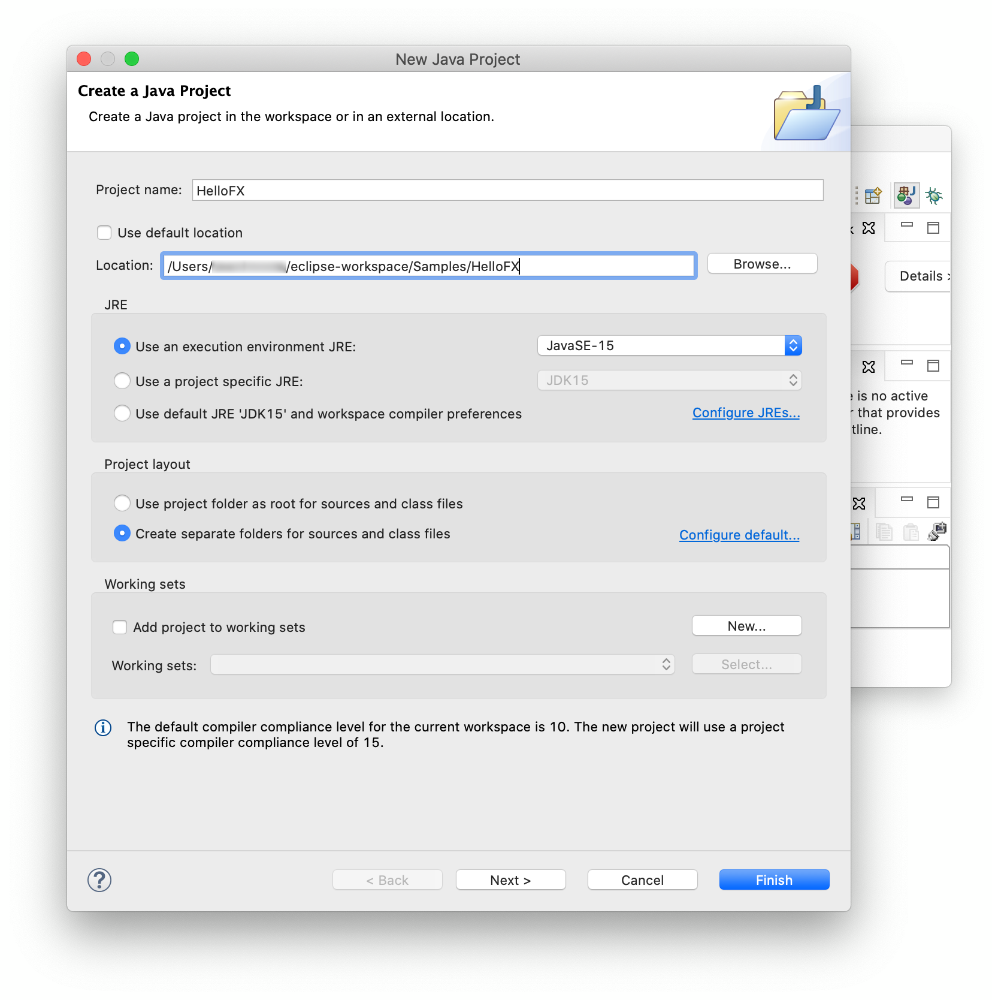 New Java Project
Create a Java Project
Create a Java project in the workspace or in an external location.
Project name: HelloFX
Use default location
Location: /Users/ /eclipse-workspace/Samples/HelloFX Browse...
JRE
Use an execution environment JRE: JavaSE-15
Use a project specific JRE: JDK15
Use default JRE 'JDK15' and workspace compiler preferences Configure JREs...
Project layout
Use project folder as root for sources and class files
Create separate folders for sources and class files Configure default...
Working sets
Add project to working sets New...
Working sets: Select...
The default compiler compliance level for the current workspace is 10. The new project will use a project
specific compiler compliance level of 15.
? < Back Next > Cancel Finish
Details >
is no active
that provides
tline.